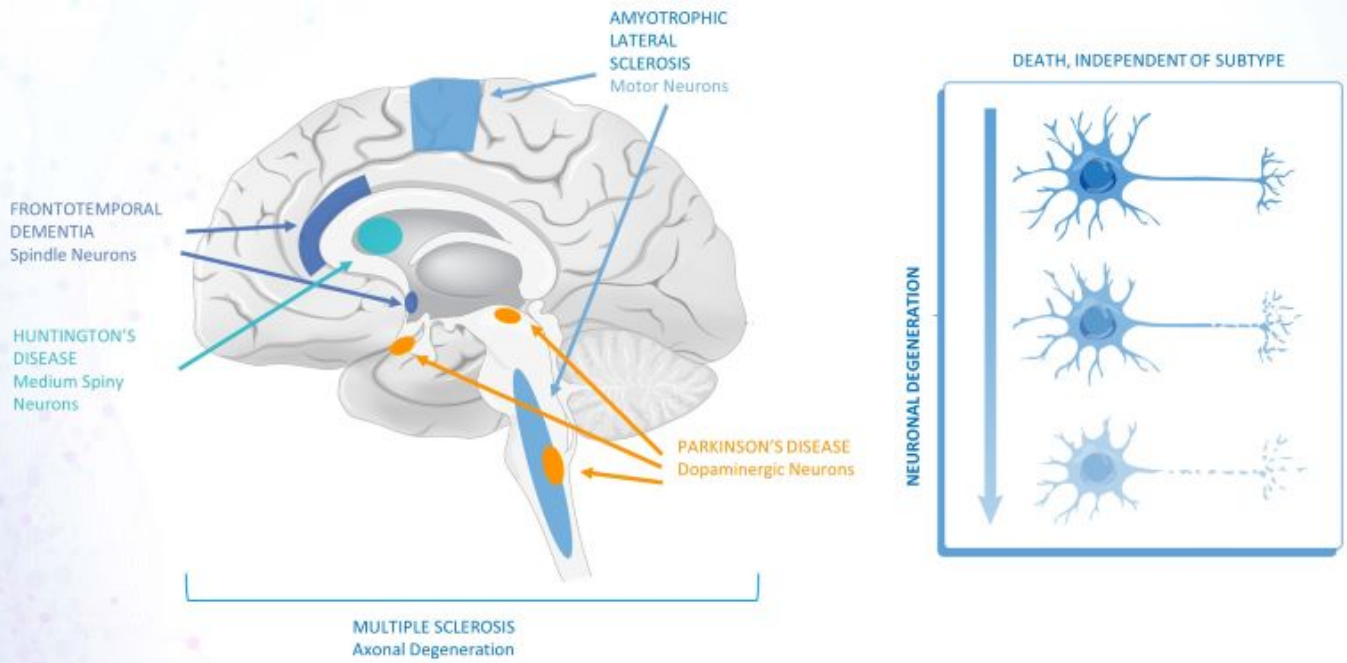 AMYOTROPHIC
LATERAL
SCLEROSIS
Motor Neurons
DEATH, INDEPENDENT OF SUBTYPE
FRONTOTEMPORAL
DEMENTIA
Spindle Neurons
HUNTINGTON'S
DISEASE
Medium Spiny
Neurons
PARKINSON'S DISEASE
Dopaminergic Neurons
NEURONAL DEGENERATION
MULTIPLE SCLEROSIS
Axonal Degeneration